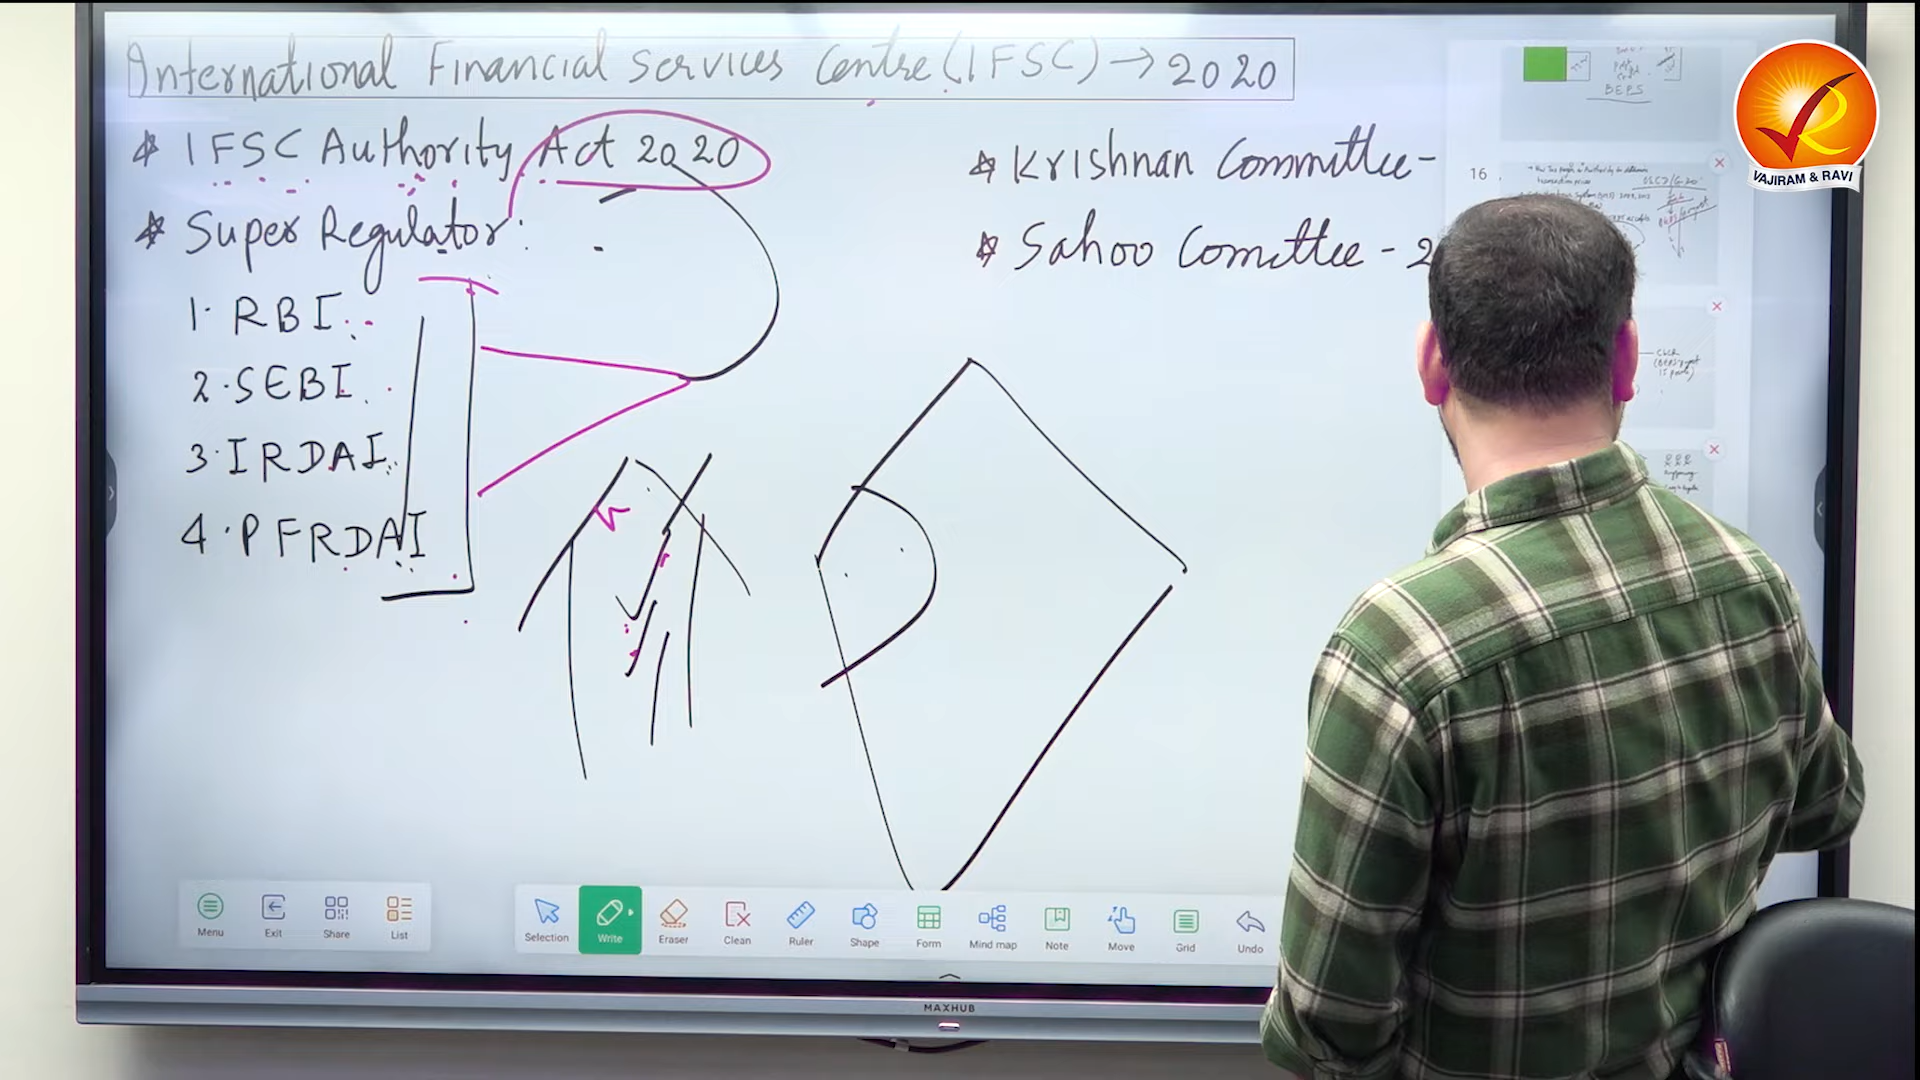 International Financial Services Centre (IFSC) → 2020
* IFSC Authority Act 2020
* Super Regulator:
1. RBI
2. SEBI
3. IRDAI
4. PFRDAI
* Krishnan Committee -
* Sahoo Comittee - 2
BEPS
16
VAJIRAM & RAVI
Menu
Exit
Share
List
Selection
Write
Eraser
Clean
Ruler
Shape
Form
Mind map
Note
Move
Grid
Undo
MAXHUB